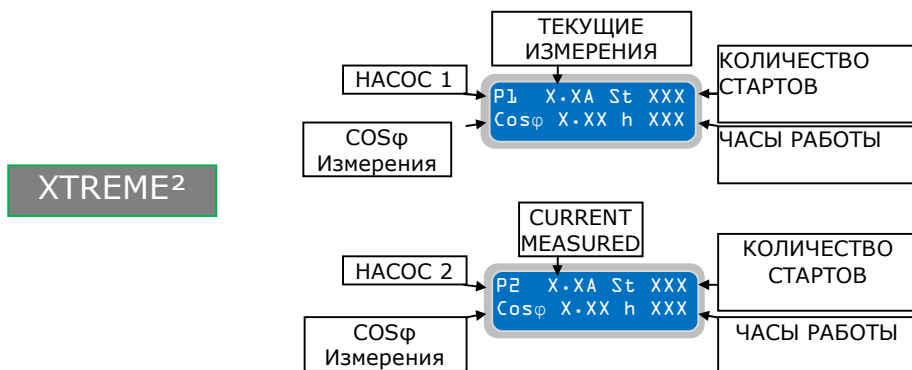 ТЕКУЩИЕ
ИЗМЕРЕНИЯ
НАСОС 1
КОЛИЧЕСТВО
СТАРТОВ
P1 X.XA St XXX
Cosφ X.XX h XXX
COSφ
Измерения
ЧАСЫ РАБОТЫ
XTREME²
CURRENT
MEASURED
НАСОС 2
КОЛИЧЕСТВО
СТАРТОВ
P2 X.XA St XXX
Cosφ X.XX h XXX
COSφ
Измерения
ЧАСЫ РАБОТЫ